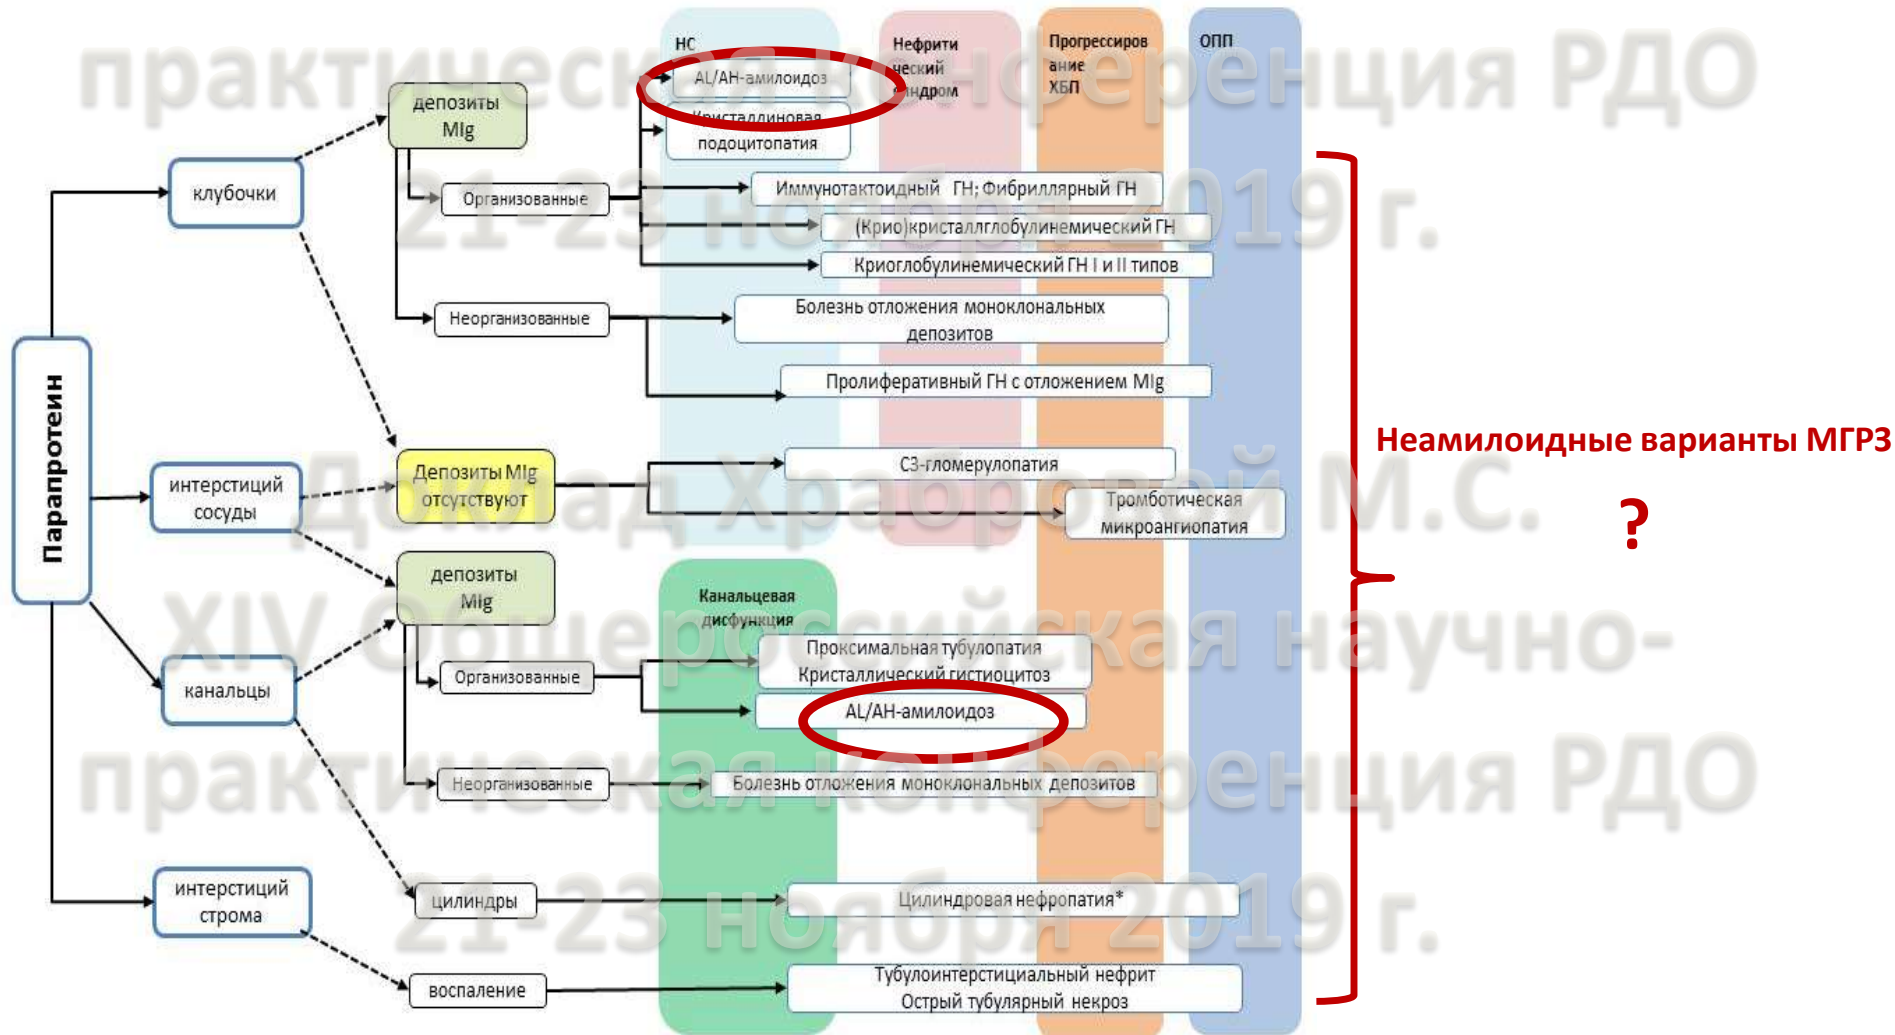 практическая конференция РДО
21-23 ноября 2019 г.
Доклад Храбровой М.С.
XIV Общероссийская научно-
практическая конференция РДО
21-23 ноября 2019 г.
НС
Нефрити
ческий
синдром
Прогрессиров
ание
ХБП
ОПП
Парапротеин
клубочки
интерстиций
сосуды
канальцы
интерстиций
строма
депозиты
MIg
Организованные
Неорганизованные
AL/AH-амилоидоз
Кристаллиновая
подоцитопатия
Иммунотактоидный ГН; Фибриллярный ГН
(Крио)кристаллглобулинемический ГН
Криоглобулинемический ГН I и II типов
Болезнь отложения моноклональных
депозитов
Пролиферативный ГН с отложением MIg
Депозиты MIg
отсутствуют
С3-гломерулопатия
Тромботическая
микроангиопатия
депозиты
MIg
Канальцевая
дисфункция
Организованные
Проксимальная тубулопатия
Кристаллический гистиоцитоз
AL/AH-амилоидоз
Неорганизованные
Болезнь отложения моноклональных депозитов
цилиндры
Цилиндровая нефропатия*
воспаление
Тубулоинтерстициальный нефрит
Острый тубулярный некроз
Неамилоидные варианты МГРЗ
?